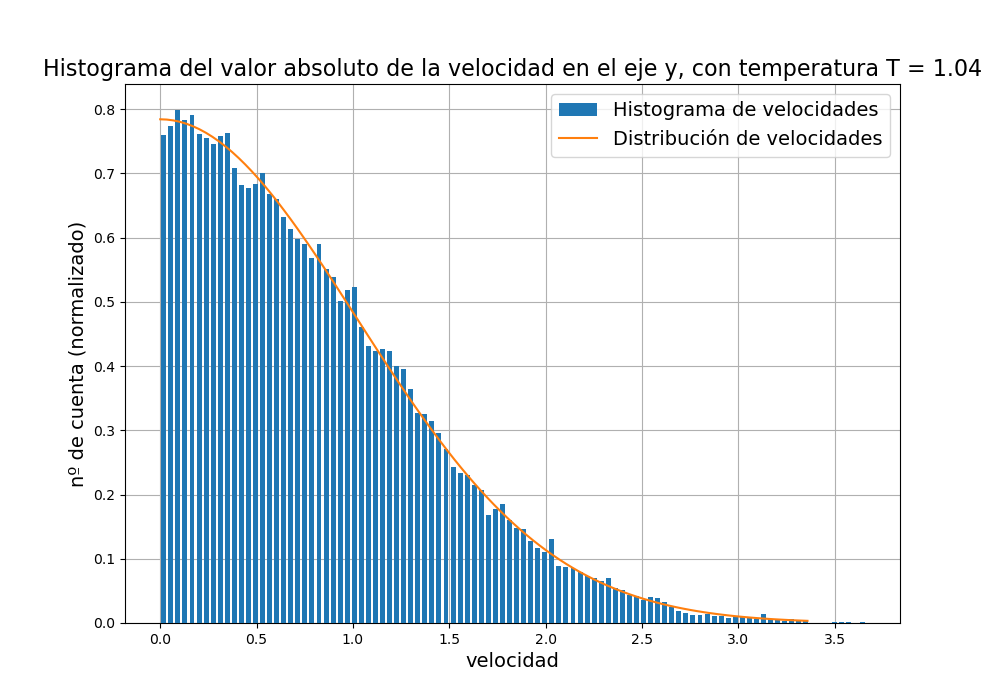 Histograma del valor absoluto de la velocidad en el eje y, con temperatura T = 1.04
Histograma de velocidades
Distribución de velocidades
nº de cuenta (normalizado)
0.8
0.7
0.6
0.5
0.4
0.3
0.2
0.1
0.0
0.0 0.5 1.0 1.5 2.0 2.5 3.0 3.5
velocidad